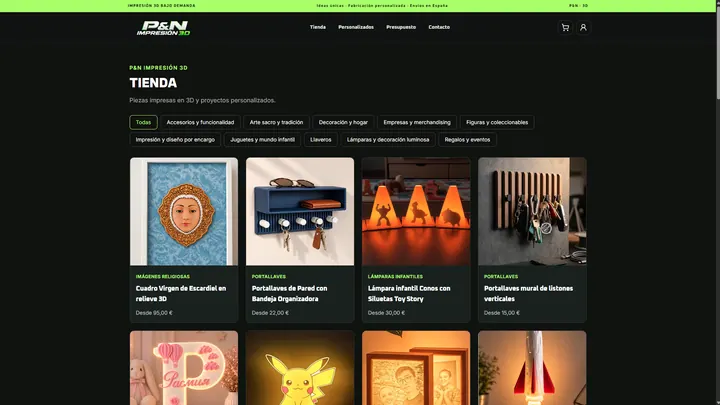 IMPRESIÓN 3D BAJO DEMANDA
Ideas únicas · Fabricación personalizada · Envíos en España
P&N · 3D
P&N
IMPRESIÓN 3D
Tienda
Personalizados
Presupuesto
Contacto
P&N IMPRESIÓN 3D
TIENDA
Piezas impresas en 3D y proyectos personalizados.
Todas
Accesorios y funcionalidad
Arte sacro y tradición
Decoración y hogar
Empresas y merchandising
Figuras y coleccionables
Impresión y diseño por encargo
Juguetes y mundo infantil
Llaveros
Lámparas y decoración luminosa
Regalos y eventos
IMÁGENES RELIGIOSAS
Cuadro Virgen de Escardiel en
relieve 3D
Desde 95,00 €
PORTALLAVES
Portallaves de Pared con
Bandeja Organizadora
Desde 22,00 €
LÁMPARAS INFANTILES
Lámpara infantil Conos con
Siluetas Toy Story
Desde 30,00 €
PORTALLAVES
Portallaves mural de listones
verticales
Desde 15,00 €